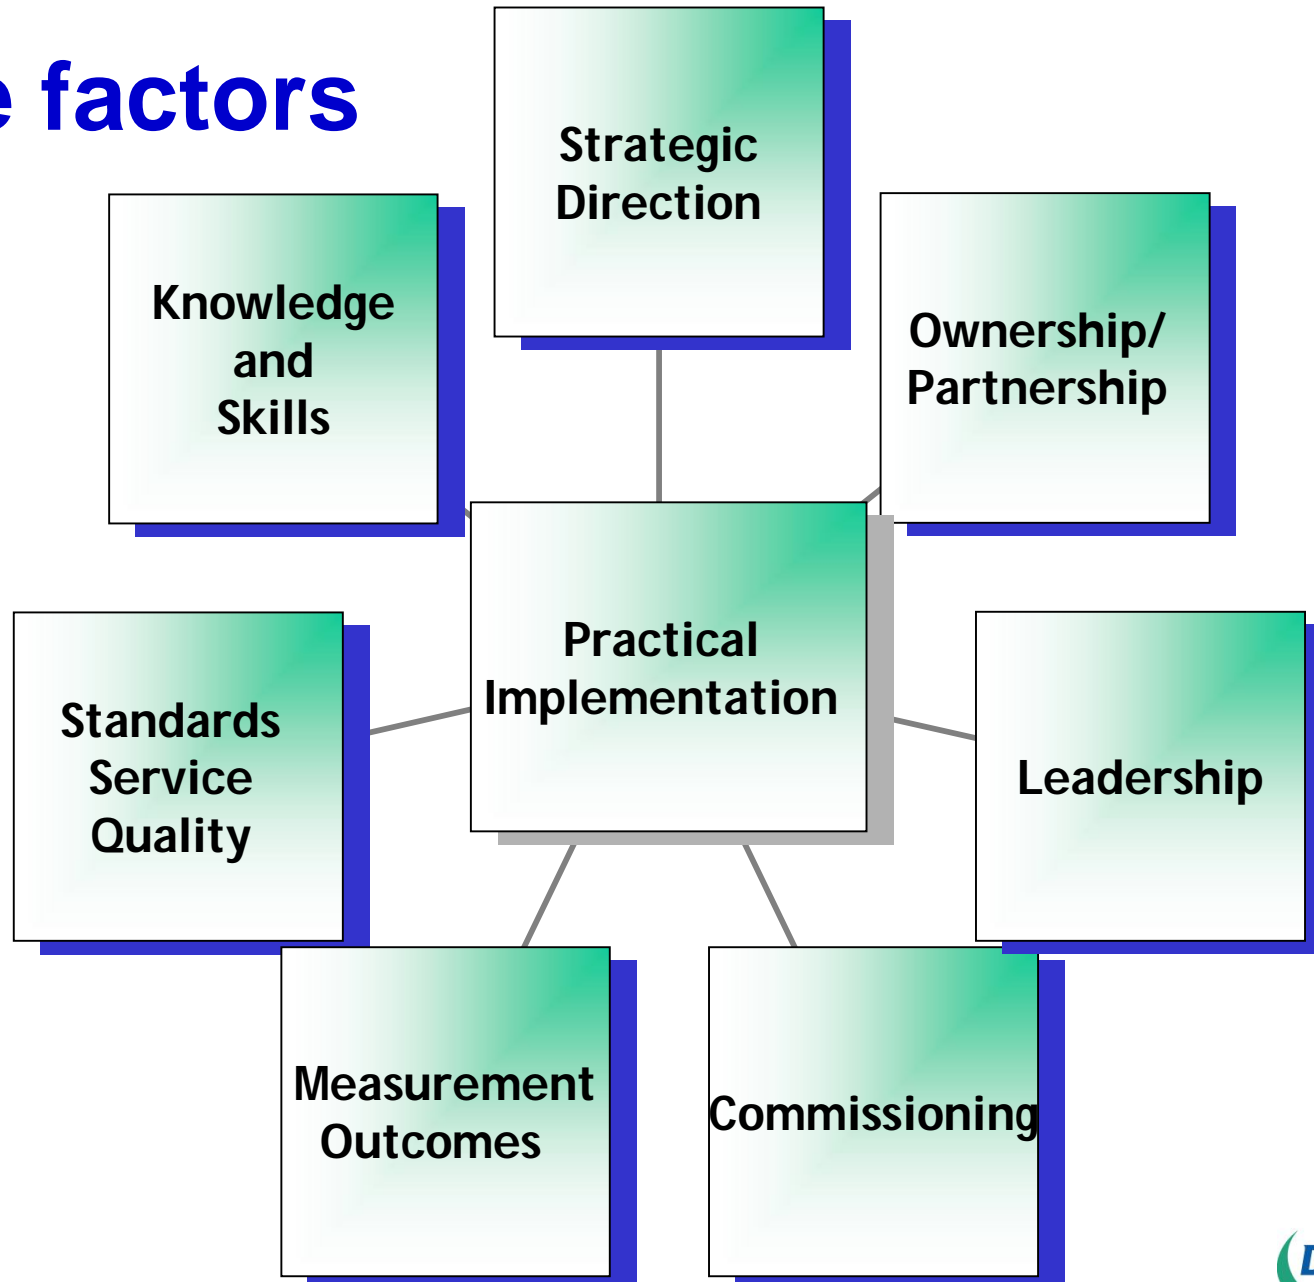 e factors
Strategic
Direction
Knowledge
and
Skills
Ownership/
Partnership
Practical
Implementation
Standards
Service
Quality
Leadership
Measurement
Outcomes
Commissioning